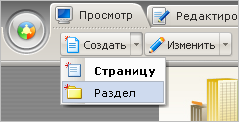 Просмотр Редактиро
Создать Изменить
Страницу
Раздел